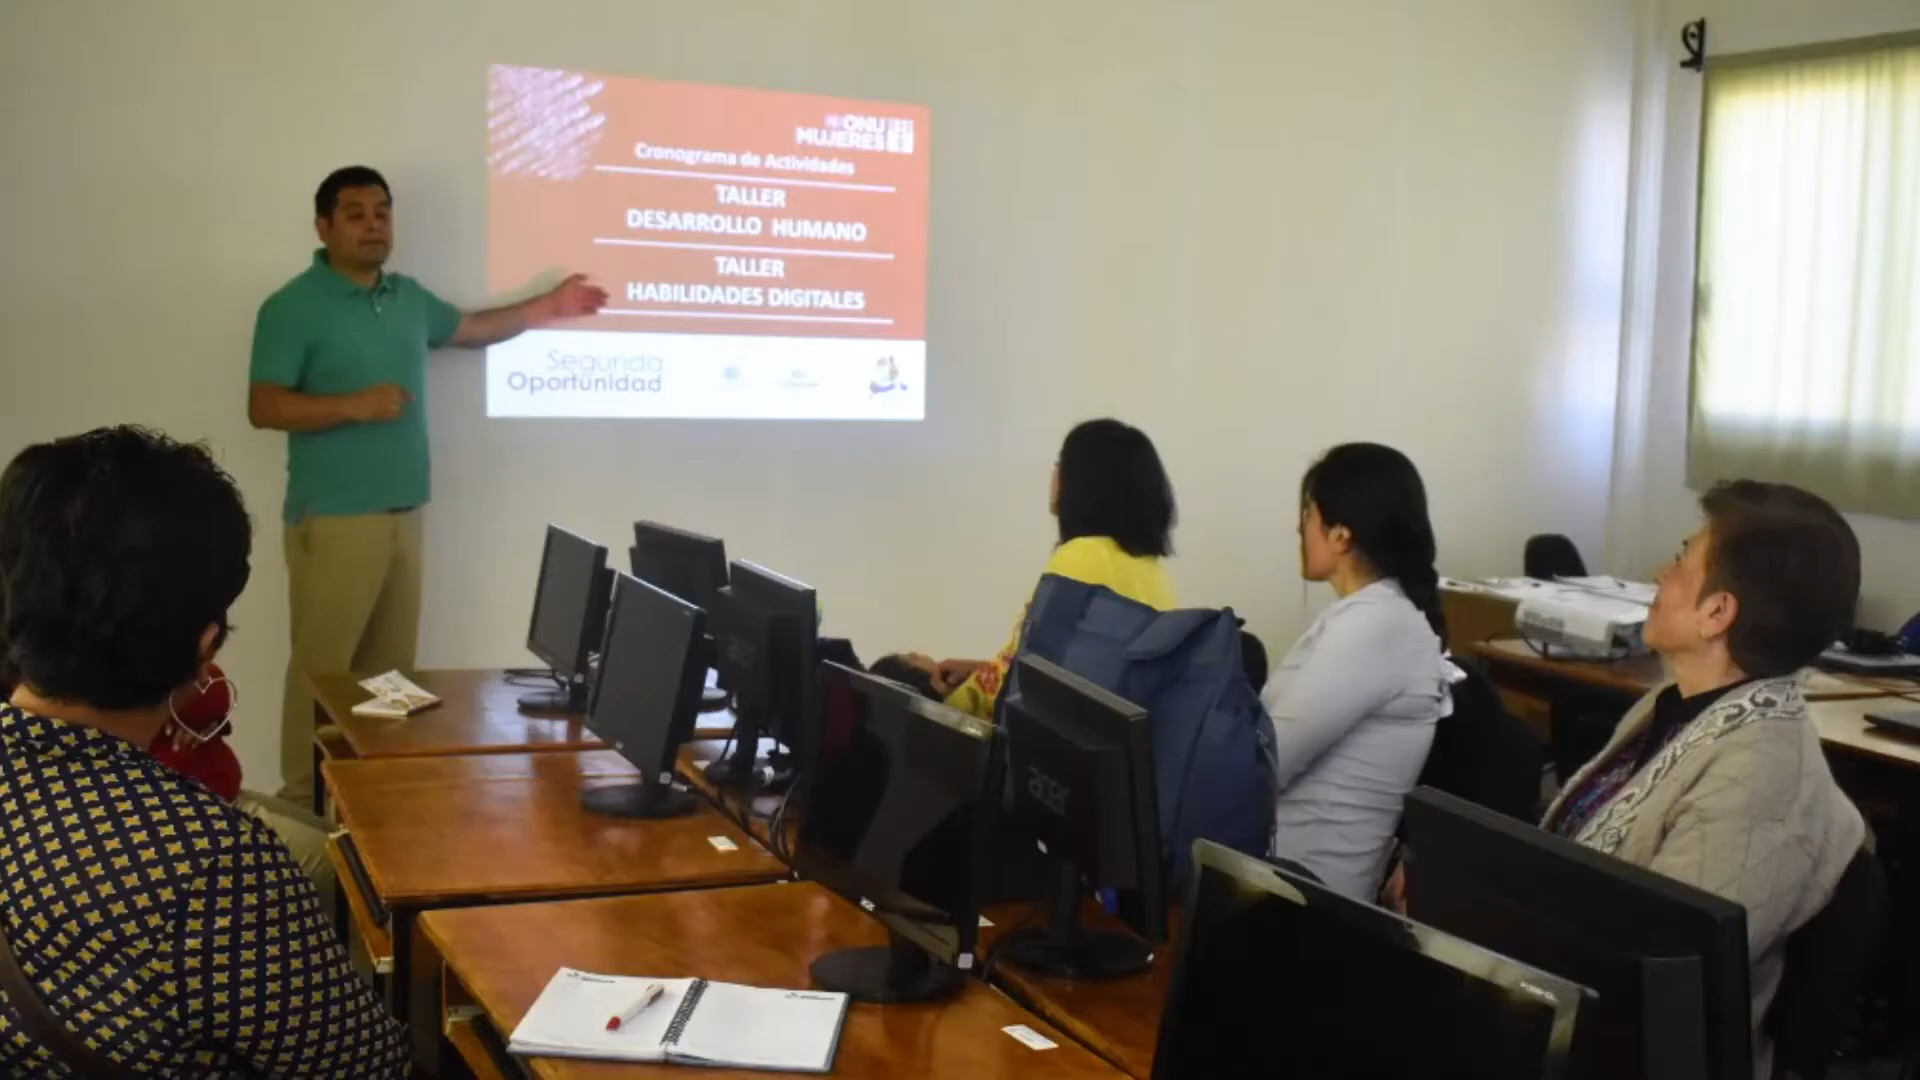 ONU
MUJERES
Cronograma de Actividades
TALLER
DESARROLLO HUMANO
TALLER
HABILIDADES DIGITALES
Segunda
Oportunidad
acer